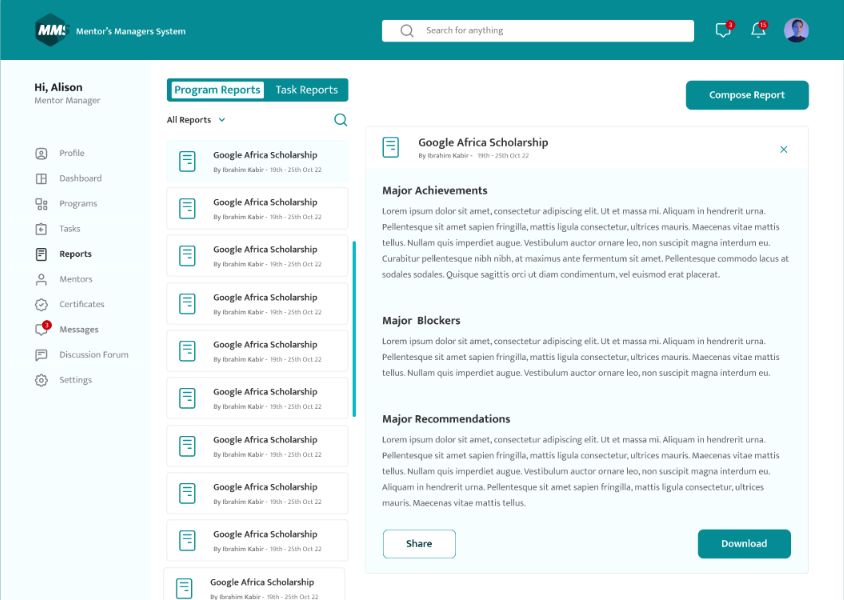 MM:
Mentor's Managers System
Search for anything
3
15
Hi, Alison
Mentor Manager
Profile
Dashboard
Programs
Tasks
Reports
Mentors
Certificates
3
Messages
Discussion Forum
Settings
Program Reports
Task Reports
All Reports
Google Africa Scholarship
By Ibrahim Kabir - 19th - 25th Oct 22
Google Africa Scholarship
By Ibrahim Kabir - 19th - 25th Oct 22
Google Africa Scholarship
By Ibrahim Kabir - 19th - 25th Oct 22
Google Africa Scholarship
By Ibrahim Kabir - 19th - 25th Oct 22
Google Africa Scholarship
By Ibrahim Kabir - 19th - 25th Oct 22
Google Africa Scholarship
By Ibrahim Kabir - 19th - 25th Oct 22
Google Africa Scholarship
By Ibrahim Kabir - 19th - 25th Oct 22
Google Africa Scholarship
By Ibrahim Kabir - 19th - 25th Oct 22
Google Africa Scholarship
By Ibrahim Kabir - 19th - 25th Oct 22
Google Africa Scholarship
By Ibrahim Kabir - 19th - 25th Oct 22
Compose Report
Google Africa Scholarship
By Ibrahim Kabir - 19th - 25th Oct 22
Major Achievements
Lorem ipsum dolor sit amet, consectetur adipiscing elit. Ut et massa mi. Aliquam in hendrerit urna.
Pellentesque sit amet sapien fringilla, mattis ligula consectetur, ultrices mauris. Maecenas vitae mattis
tellus. Nullam quis imperdiet augue. Vestibulum auctor ornare leo, non suscipit magna interdum eu.
Curabitur pellentesque nibh nibh, at maximus ante fermentum sit amet. Pellentesque commodo lacus at
sodales sodales. Quisque sagittis orci ut diam condimentum, vel euismod erat placerat.
Major Blockers
Lorem ipsum dolor sit amet, consectetur adipiscing elit. Ut et massa mi. Aliquam in hendrerit urna.
Pellentesque sit amet sapien fringilla, mattis ligula consectetur, ultrices mauris. Maecenas vitae mattis
tellus. Nullam quis imperdiet augue. Vestibulum auctor ornare leo, non suscipit magna interdum eu.
Major Recommendations
Lorem ipsum dolor sit amet, consectetur adipiscing elit. Ut et massa mi. Aliquam in hendrerit urna.
Pellentesque sit amet sapien fringilla, mattis ligula consectetur, ultrices mauris. Maecenas vitae mattis
tellus. Nullam quis imperdiet augue. Vestibulum auctor ornare leo, non suscipit magna interdum eu.
Aliquam in hendrerit urna. Pellentesque sit amet sapien fringilla, mattis ligula consectetur, ultrices
mauris. Maecenas vitae mattis tellus.
Share
Download